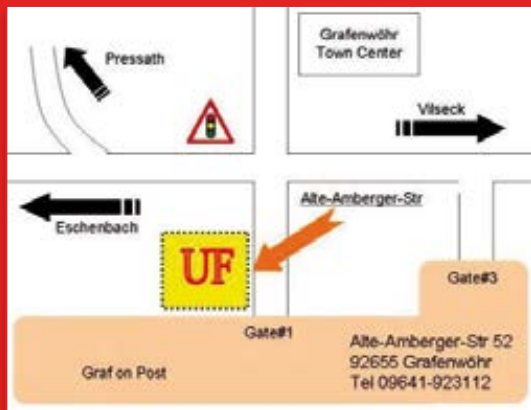 Pressath
Grafenwöhr
Town Center
Vilseck
Eschenbach
Alte-Amberger-Str
UF
Gate#3
Gate#1
Graf on Post
Alte-Amberger-Str 52
92655 Grafenwöhr
Tel 09641-923112